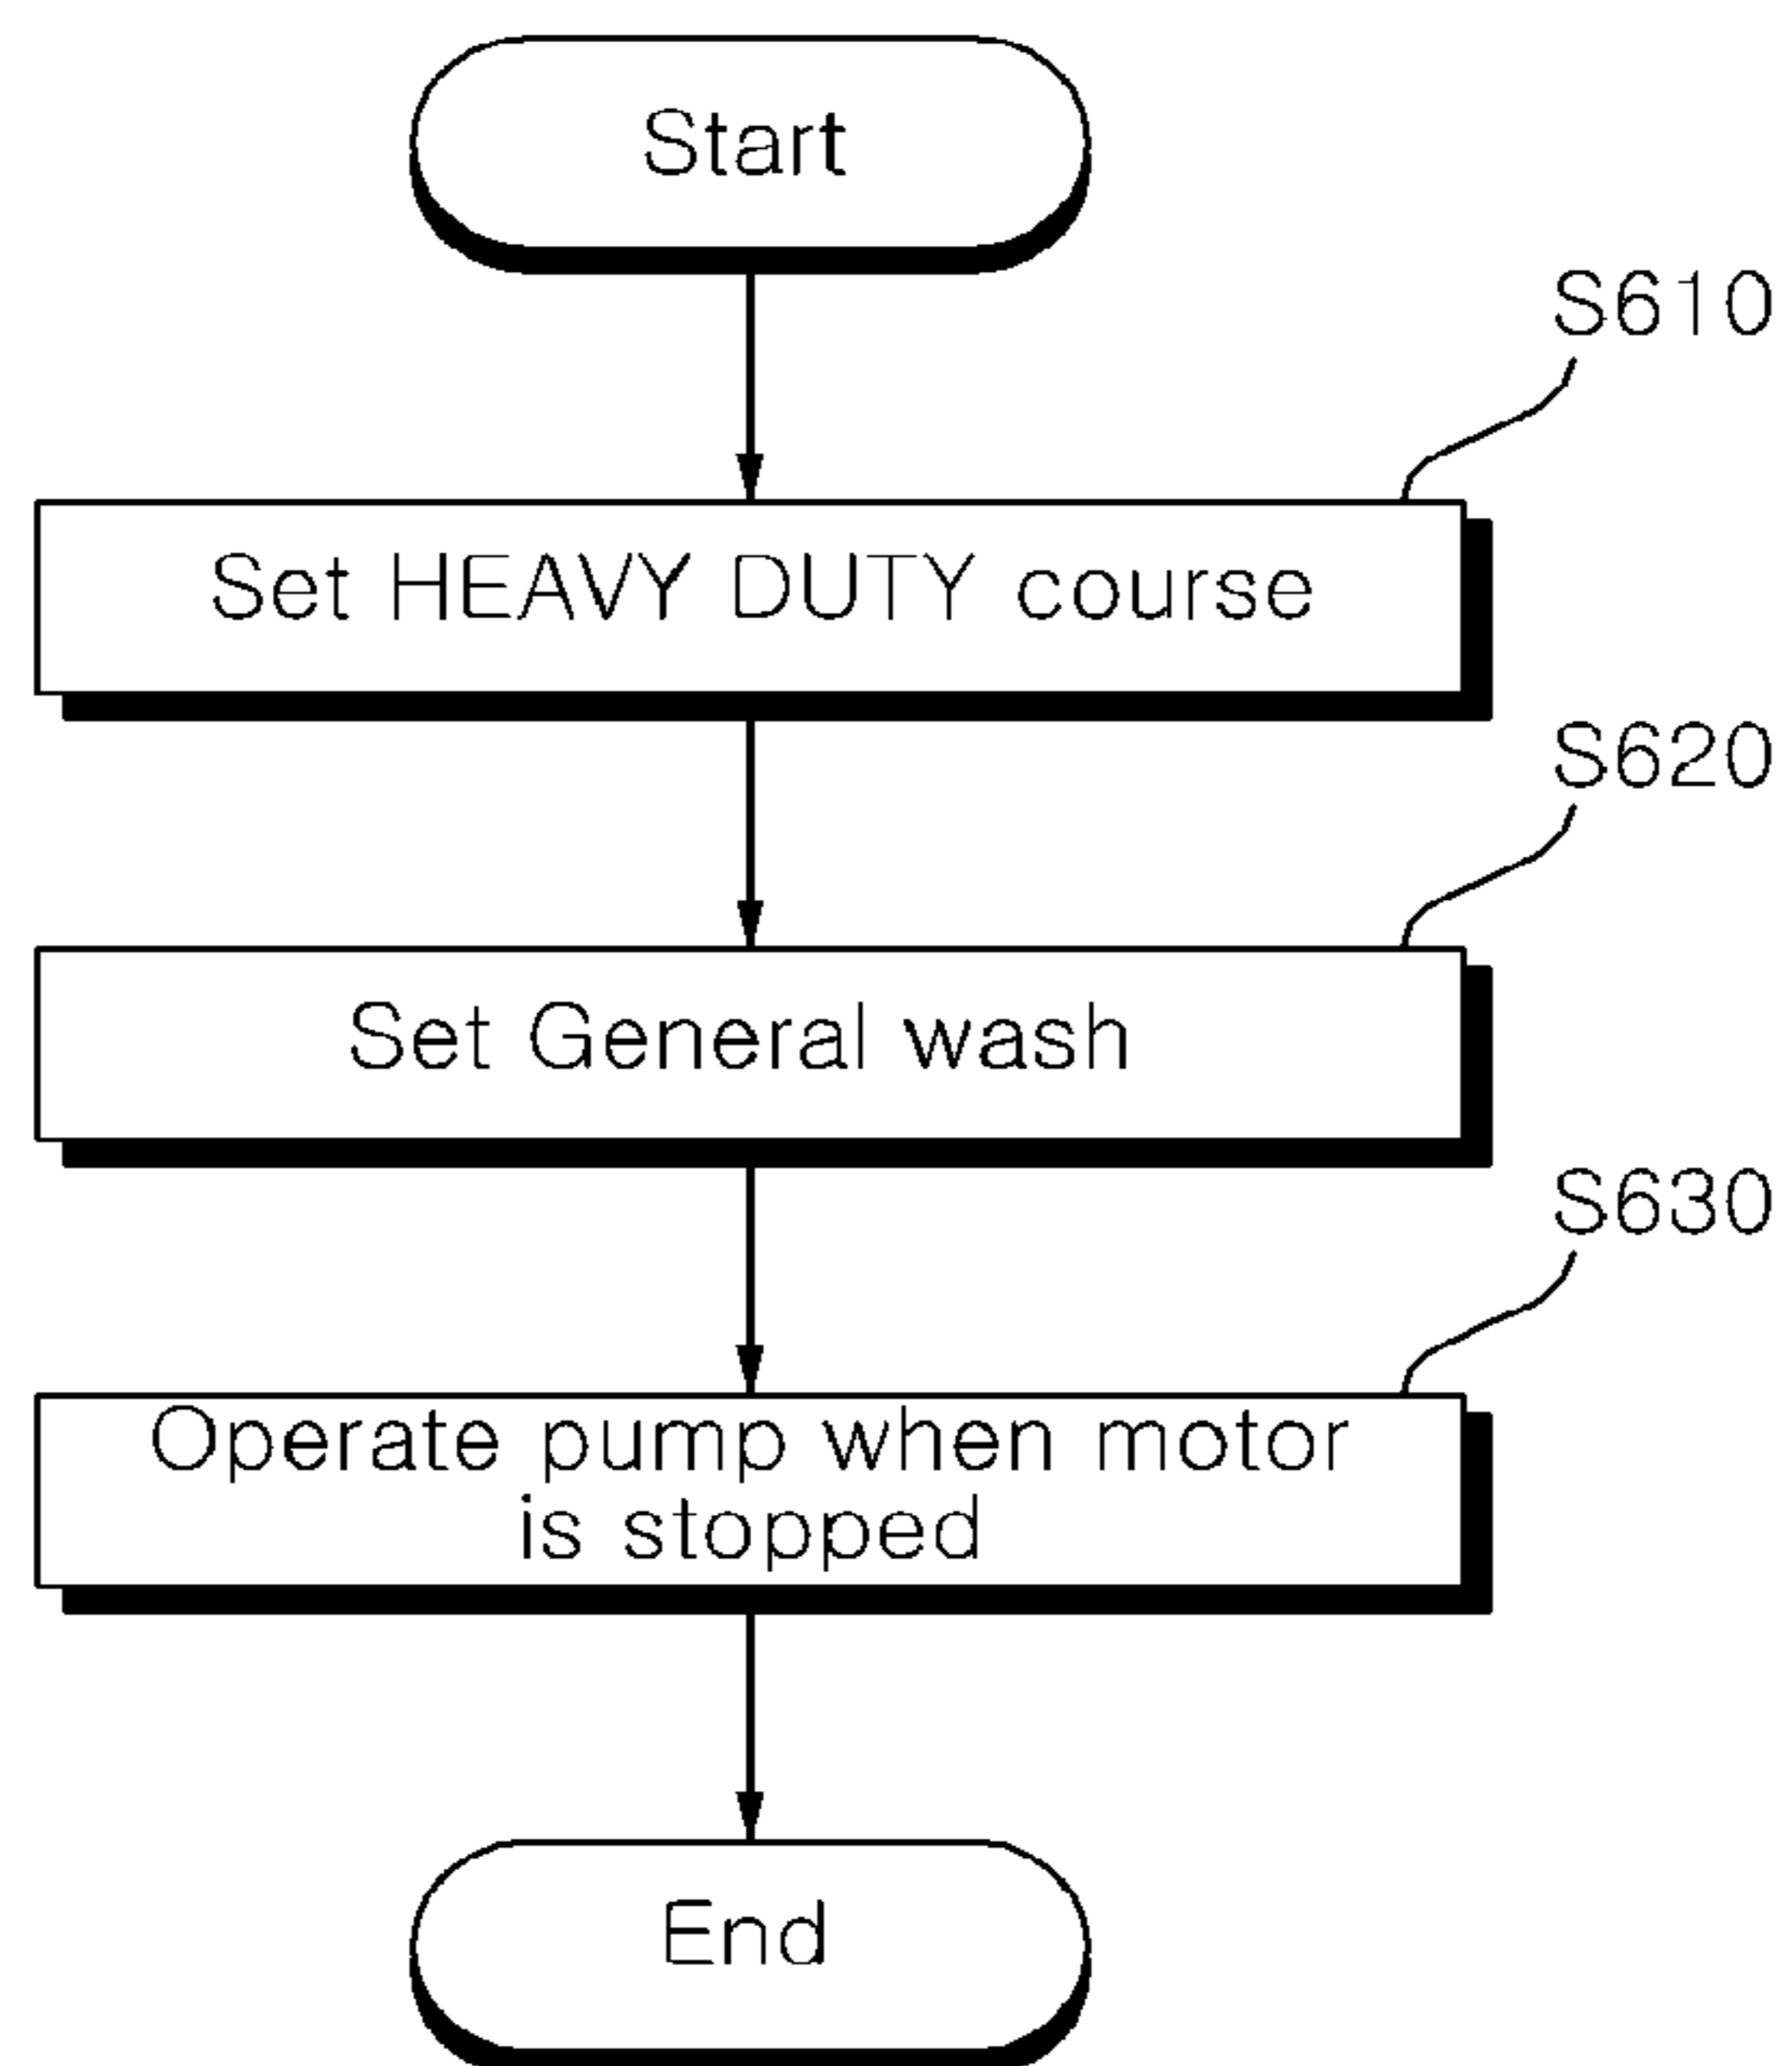 Start
S610
Set HEAVY DUTY course
S620
Set General wash
S630
Operate pump when motor
is stopped
End